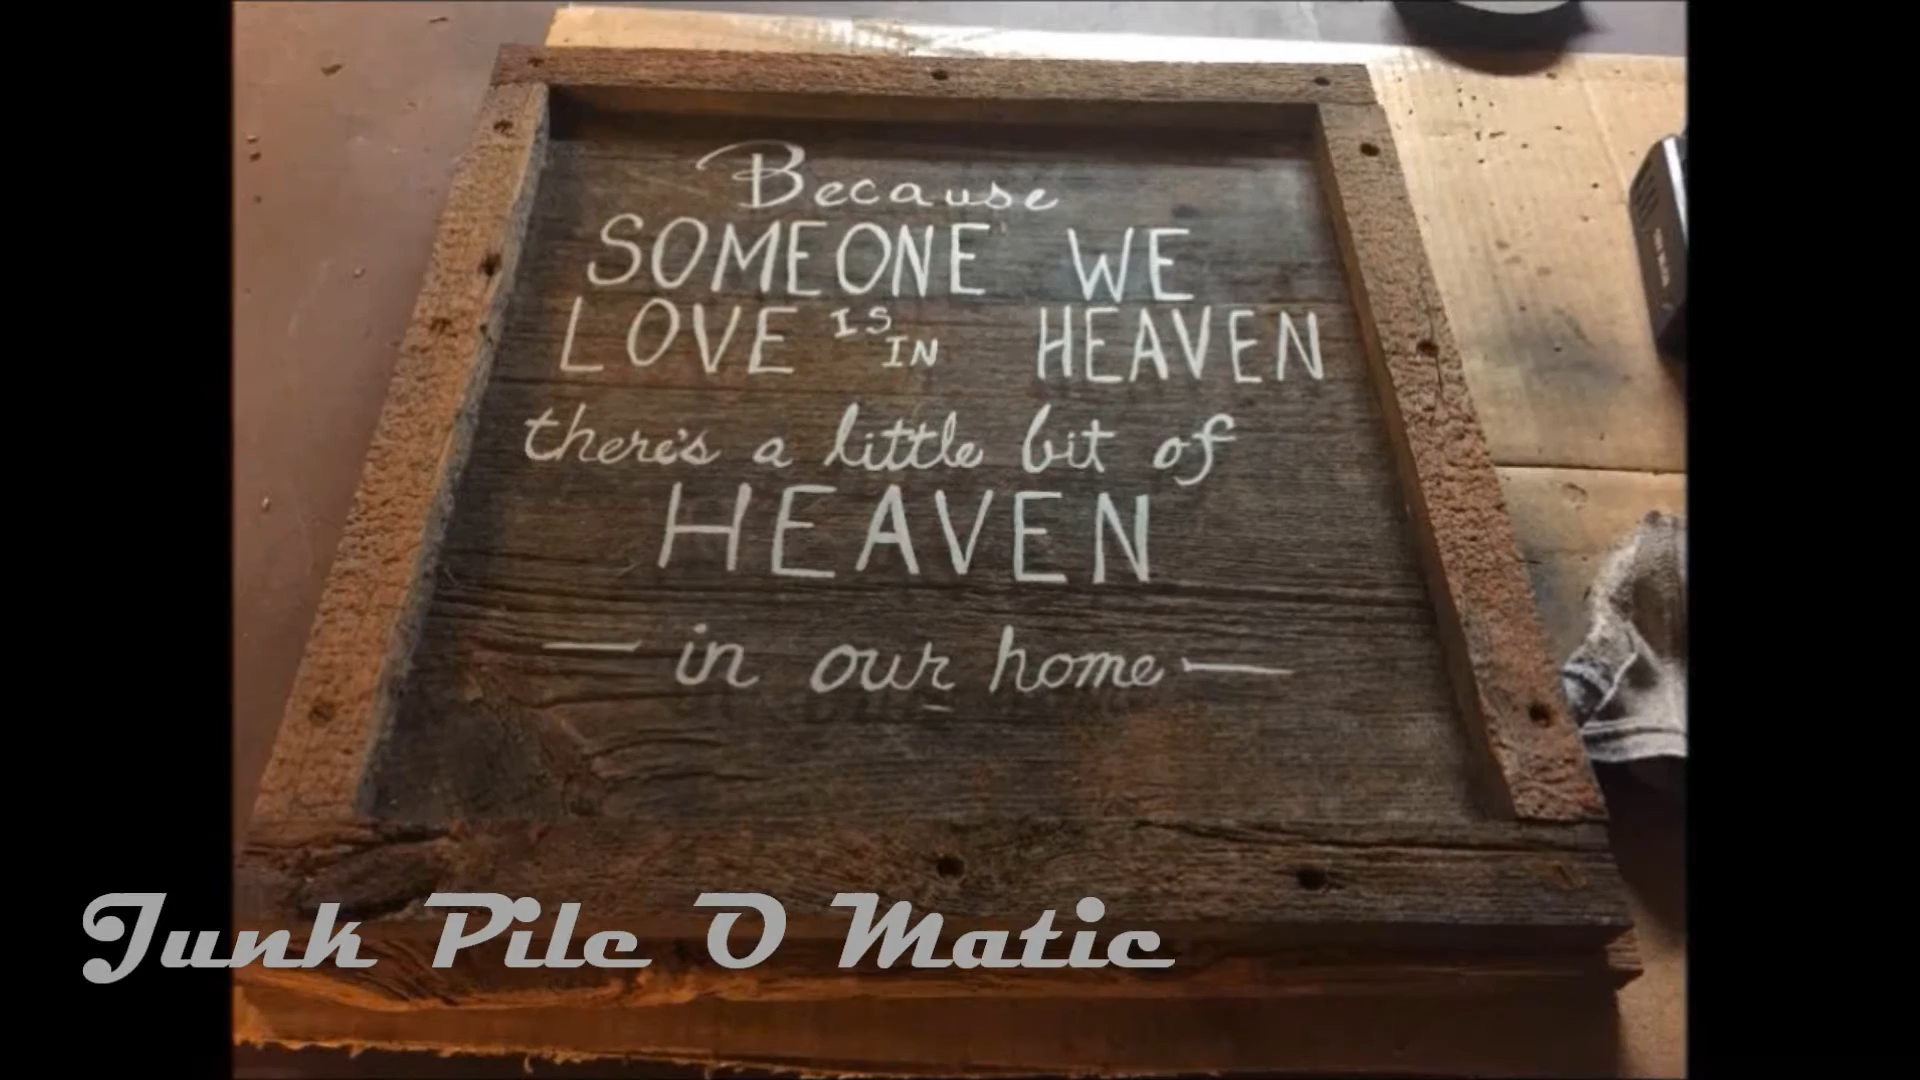 Because
SOMEONE WE
LOVE IS IN HEAVEN
there's a little bit of
HEAVEN
— in our home —
Junk Pile O Matic